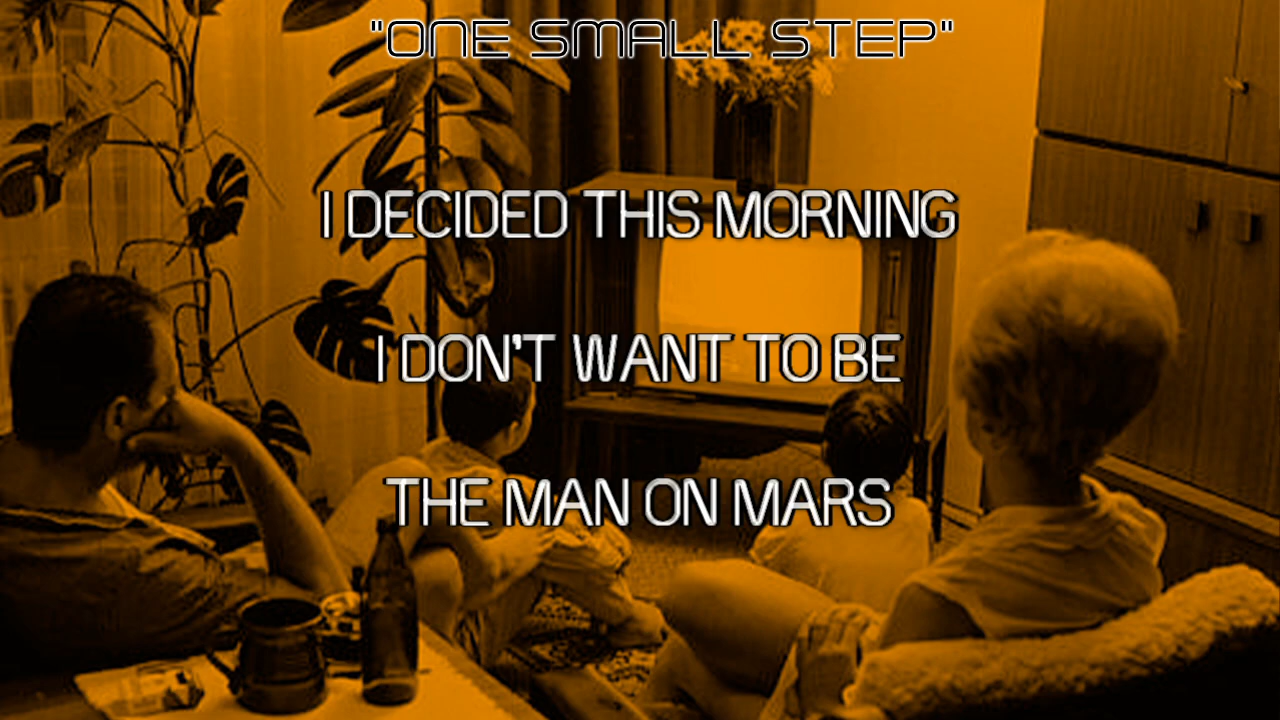 "ONE SMALL STEP"
I DECIDED THIS MORNING
I DON'T WANT TO BE
THE MAN ON MARS